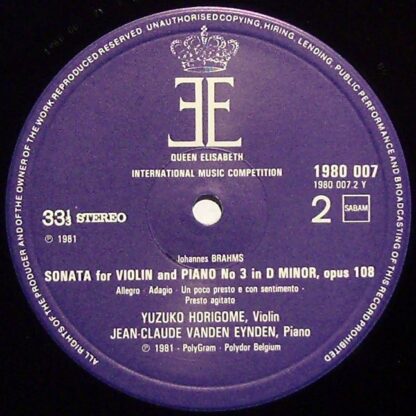 ALL RIGHTS OF THE PRODUCER AND OF THE OWNER OF THE WORK REPRODUCED RESERVED UNAUTHORISED COPYING, HIRING. LENDING. PUBLIC PERFORMANCE AND BROADCASTING OF THIS RECORD PROHIBITED
ƎE
QUEEN ELISABETH
INTERNATIONAL MUSIC COMPETITION
1980 007
1980 007.2 Y
33⅓ STEREO
2 SABAM
℗ 1981
Johannes BRAHMS
SONATA for VIOLIN and PIANO No 3 in D MINOR, opus 108
Allegro - Adagio - Un poco presto e con sentimento -
Presto agitato
YUZUKO HORIGOME, Violin
JEAN-CLAUDE VANDEN EYNDEN, Piano
℗ 1981 - PolyGram - Polydor Belgium